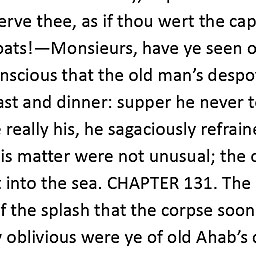 erve thee, as if thou wert the cap
oats!—Monsieurs, have ye seen o
nscious that the old man's despo
ast and dinner: supper he never t
really his, he sagaciously refraine
is matter were not unusual; the
into the sea. CHAPTER 131. The
f the splash that the corpse soon
oblivious were ye of old Ahab's